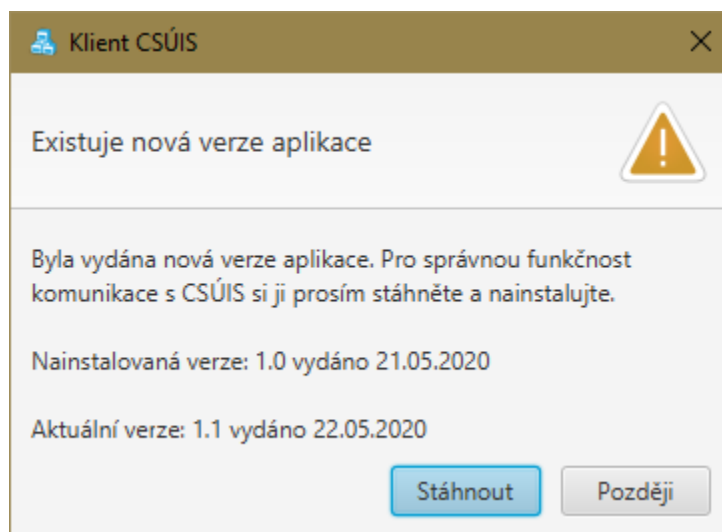 Klient CSÚIS
Existuje nová verze aplikace
Byla vydána nová verze aplikace. Pro správnou funkčnost
komunikace s CSÚIS si ji prosím stáhněte a nainstalujte.
Nainstalovaná verze: 1.0 vydáno 21.05.2020
Aktuální verze: 1.1 vydáno 22.05.2020
Stáhnout Později